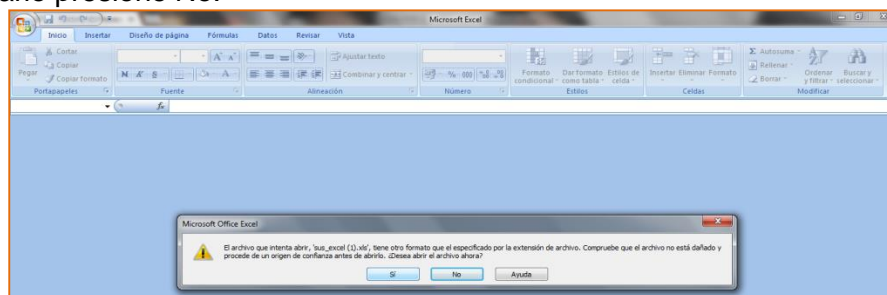 Microsoft Excel
Inicio Insertar Diseño de página Fórmulas Datos Revisar Vista
Pegar
Cortar
Copiar
Copiar formato
Portapapeles
N K S
Fuente
Ajustar texto
Combinar y centrar
Alineación
% 000
Número
Formato condicional
Dar formato como tabla
Estilos de celda
Estilos
Insertar Eliminar Formato
Celdas
Autosuma
Rellenar
Borrar
Ordenar y filtrar
Buscar y seleccionar
Modificar
fx
Microsoft Office Excel
El archivo que intenta abrir, 'sus_excel (1).xls', tiene otro formato que el especificado por la extensión de archivo. Compruebe que el archivo no está dañado y
procede de un origen de confianza antes de abrirlo. ¿Desea abrir el archivo ahora?
Sí No Ayuda